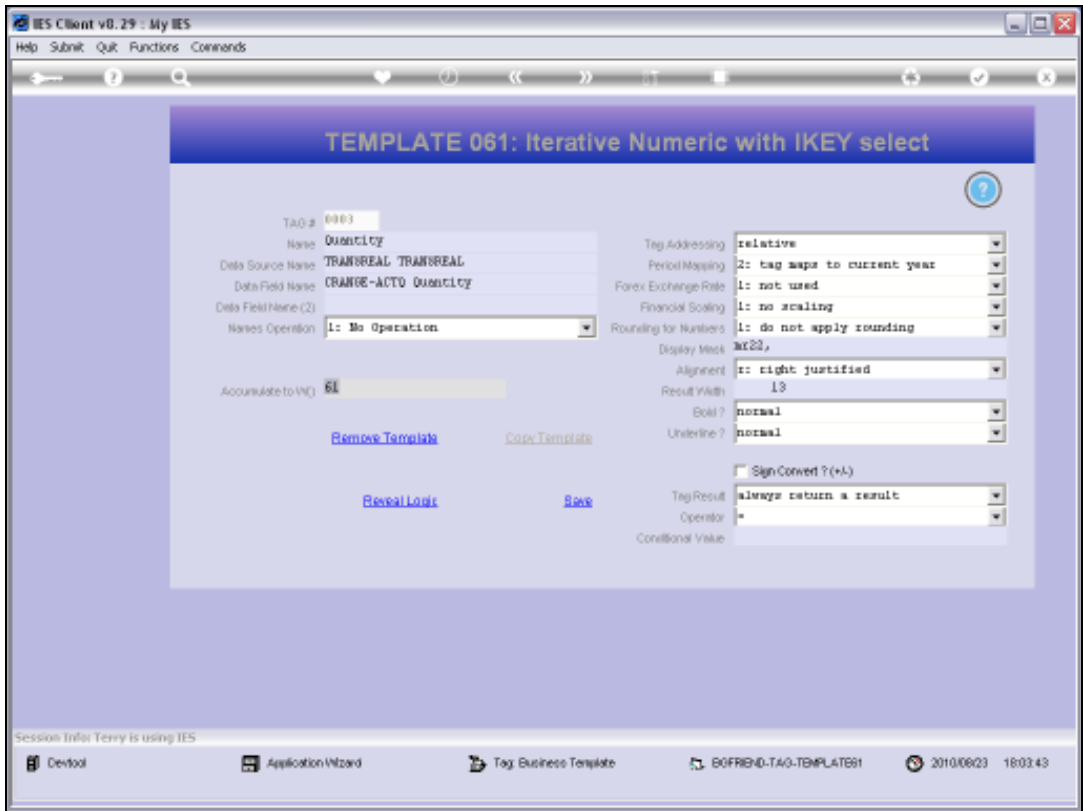 IES Client v8.29 : My IES
Help Submit Quit Functions Commands
TEMPLATE 061: Iterative Numeric with IKEY select
TAG # 0003
Name Quantity
Data Source Name TRANSREAL TRANSREAL
Data Field Name CRANGE-ACTQ Quantity
Data Field Name (2)
Names Operation 1: No Operation
Accumulate to W() 61
Remove Template Copy Template
Reveal Logic Save
Tag Addressing relative
Period Mapping 2: tag maps to current year
Forex Exchange Rate 1: not used
Financial Scaling 1: no scaling
Rounding for Numbers 1: do not apply rounding
Display Mask mr22,
Alignment r: right justified
Result Width 13
Bold ? normal
Underline ? normal
Sign Convert ? (+/-)
Tag Result always return a result
Operator =
Conditional Value
Session Info: Terry is using IES
Devtool Application Wizard Tag: Business Template BGFRIEND-TAG-TEMPLATE61 2010/08/23 18:03:43